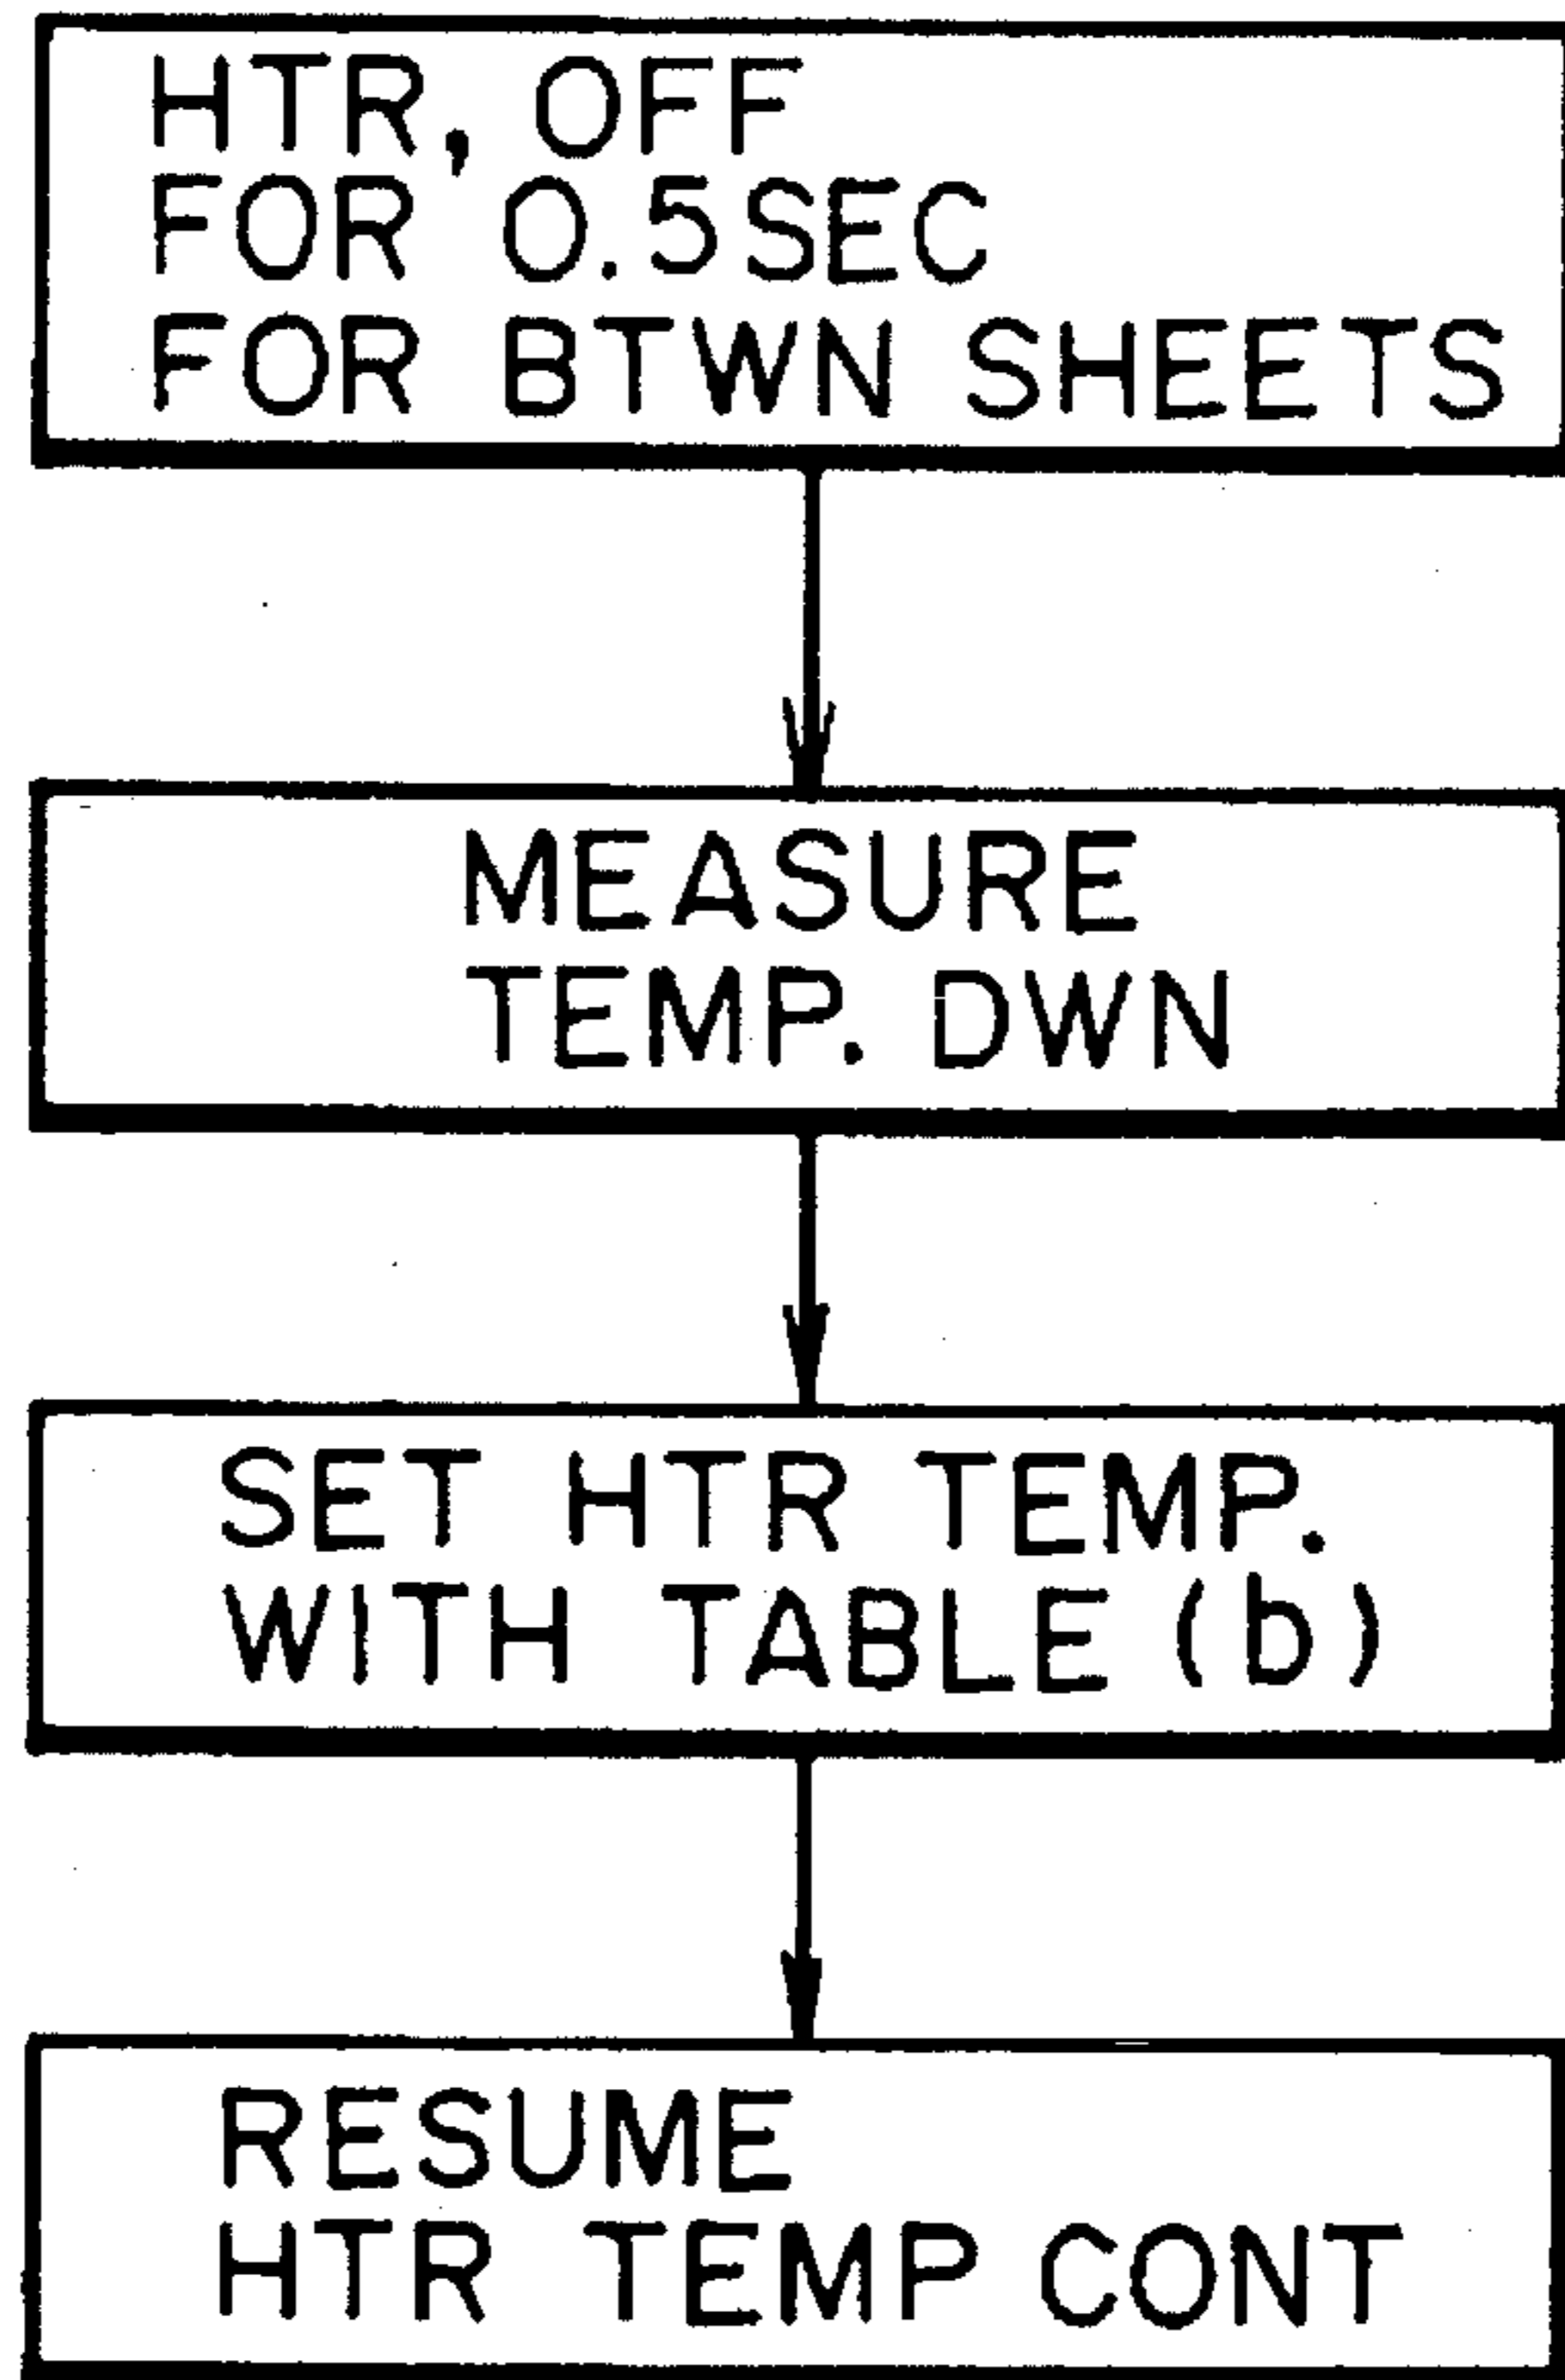 HTR, OFF
FOR 0.5SEC
FOR BTWN SHEETS
MEASURE
TEMP. DWN
SET HTR TEMP.
WITH TABLE (b)
RESUME
HTR TEMP CONT